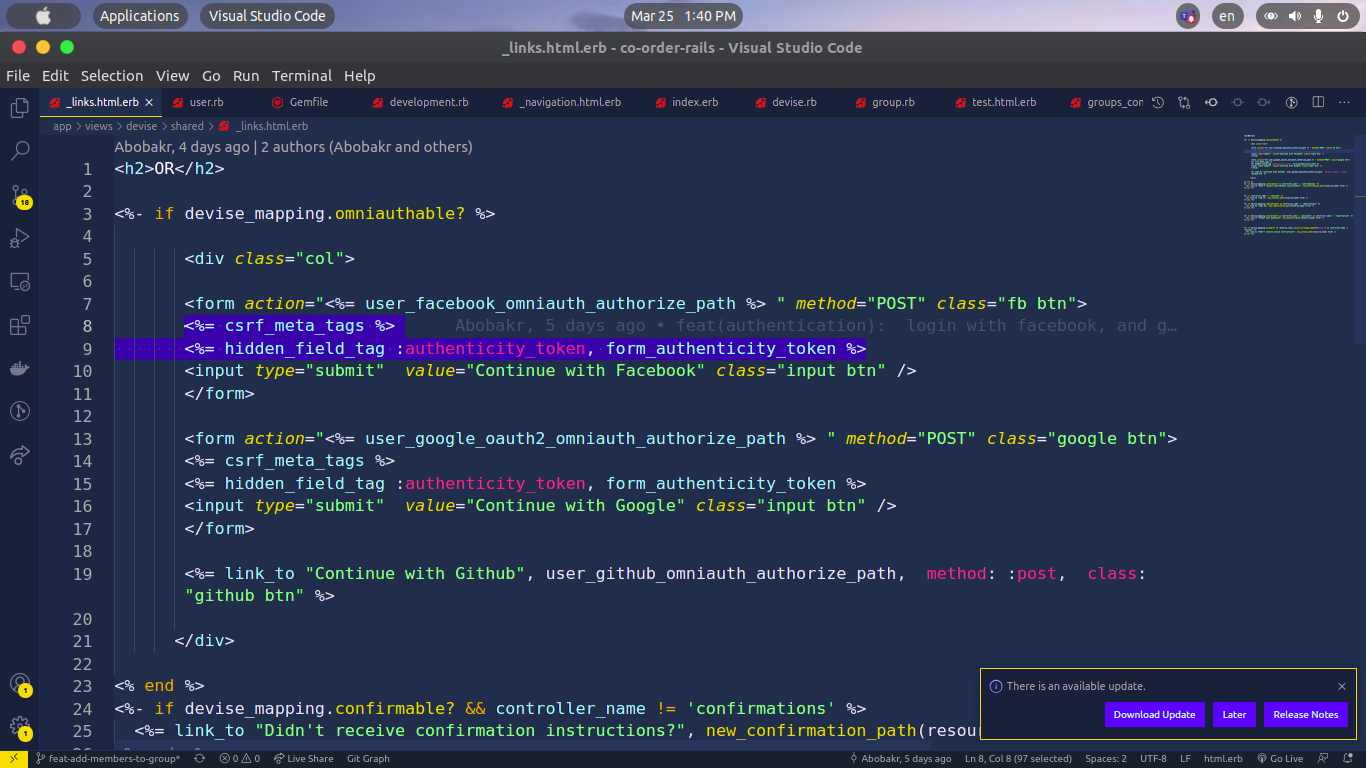 Applications
Visual Studio Code
Mar 25 1:40 PM
en
_links.html.erb - co-order-rails - Visual Studio Code
File Edit Selection View Go Run Terminal Help
_links.html.erb user.rb Gemfile development.rb _navigation.html.erb index.erb devise.rb group.rb test.html.erb groups_con
app > views > devise > shared > _links.html.erb
Abobakr, 4 days ago | 2 authors (Abobakr and others)
1 <h2>OR</h2>
2
3 <%- if devise_mapping.omniauthable? %>
4
5 <div class="col">
6
7 <form action="<%= user_facebook_omniauth_authorize_path %> " method="POST" class="fb btn">
8 <%= csrf_meta_tags %> Abobakr, 5 days ago • feat(authentication): login with facebook, and g…
9 <%= hidden_field_tag :authenticity_token, form_authenticity_token %>
10 <input type="submit" value="Continue with Facebook" class="input btn" />
11 </form>
12
13 <form action="<%= user_google_oauth2_omniauth_authorize_path %> " method="POST" class="google btn">
14 <%= csrf_meta_tags %>
15 <%= hidden_field_tag :authenticity_token, form_authenticity_token %>
16 <input type="submit" value="Continue with Google" class="input btn" />
17 </form>
18
19 <%= link_to "Continue with Github", user_github_omniauth_authorize_path, method: :post, class:
"github btn" %>
20
21 </div>
22
23 <% end %>
24 <%- if devise_mapping.confirmable? && controller_name != 'confirmations' %>
25 <%= link_to "Didn't receive confirmation instructions?", new_confirmation_path(resou
18
1
1
There is an available update.
Download Update
Later
Release Notes
feat-add-members-to-group* 0 0 Live Share Git Graph
Abobakr, 5 days ago Ln 8, Col 8 (97 selected) Spaces: 2 UTF-8 LF html.erb Go Live